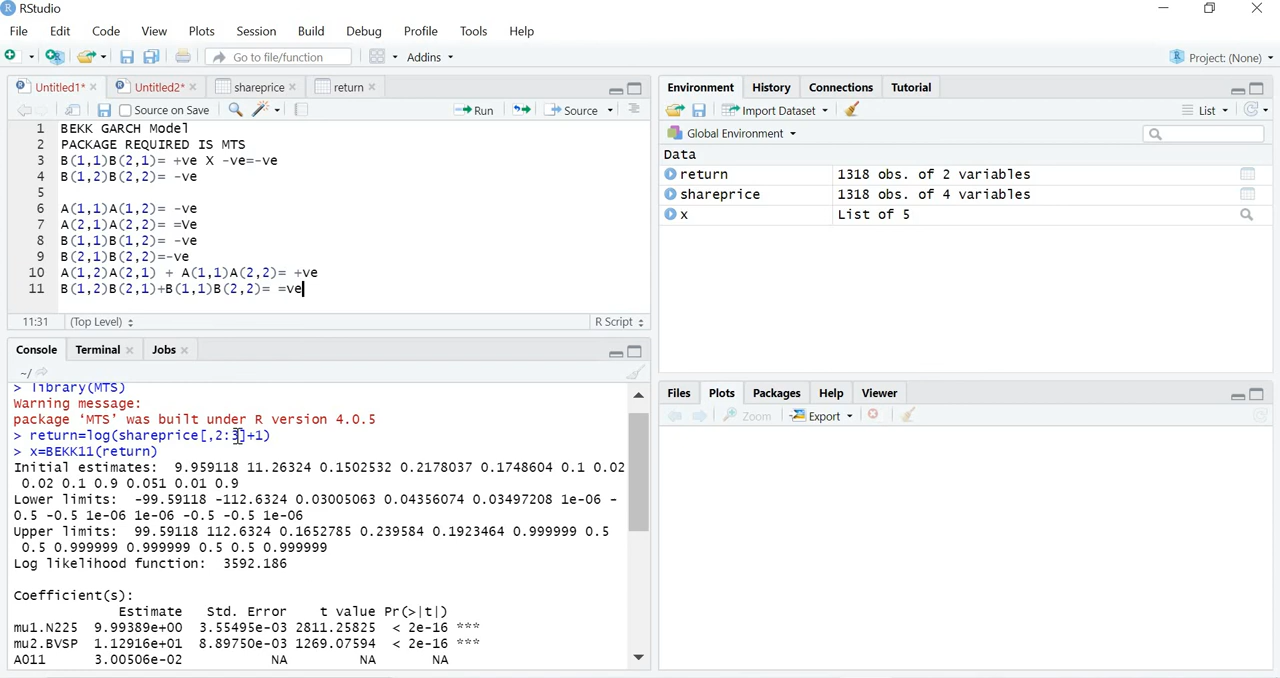 RStudio
File Edit Code View Plots Session Build Debug Profile Tools Help
Go to file/function Addins Project: (None)
Untitled1* Untitled2* shareprice return
Source on Save Run Source
1 BEKK GARCH Model
2 PACKAGE REQUIRED IS MTS
3 B(1,1)B(2,1)= +ve X -ve=-ve
4 B(1,2)B(2,2)= -ve
5
6 A(1,1)A(1,2)= -ve
7 A(2,1)A(2,2)= =Ve
8 B(1,1)B(1,2)= -ve
9 B(2,1)B(2,2)=-ve
10 A(1,2)A(2,1) + A(1,1)A(2,2)= +ve
11 B(1,2)B(2,1)+B(1,1)B(2,2)= =ve
11:31 (Top Level) R Script
Console Terminal Jobs
~/
> library(MTS)
Warning message:
package ‘MTS’ was built under R version 4.0.5
> return=log(shareprice[,2:3]+1)
> x=BEKK11(return)
Initial estimates:  9.959118 11.26324 0.1502532 0.2178037 0.1748604 0.1 0.02
0.02 0.1 0.9 0.051 0.01 0.9
Lower limits:  -99.59118 -112.6324 0.03005063 0.04356074 0.03497208 1e-06 -
0.5 -0.5 1e-06 1e-06 -0.5 -0.5 1e-06
Upper limits:  99.59118 112.6324 0.1652785 0.239584 0.1923464 0.999999 0.5
0.5 0.999999 0.999999 0.5 0.5 0.999999
Log likelihood function:  3592.186
Coefficient(s):
Estimate Std. Error t value Pr(>|t|)
mu1.N225 9.99389e+00 3.55495e-03 2811.25825 < 2e-16 ***
mu2.BVSP 1.12916e+01 8.89750e-03 1269.07594 < 2e-16 ***
A011 3.00506e-02 NA NA NA
Environment History Connections Tutorial
Import Dataset List
Global Environment
Data
return 1318 obs. of 2 variables
shareprice 1318 obs. of 4 variables
x List of 5
Files Plots Packages Help Viewer
Zoom Export